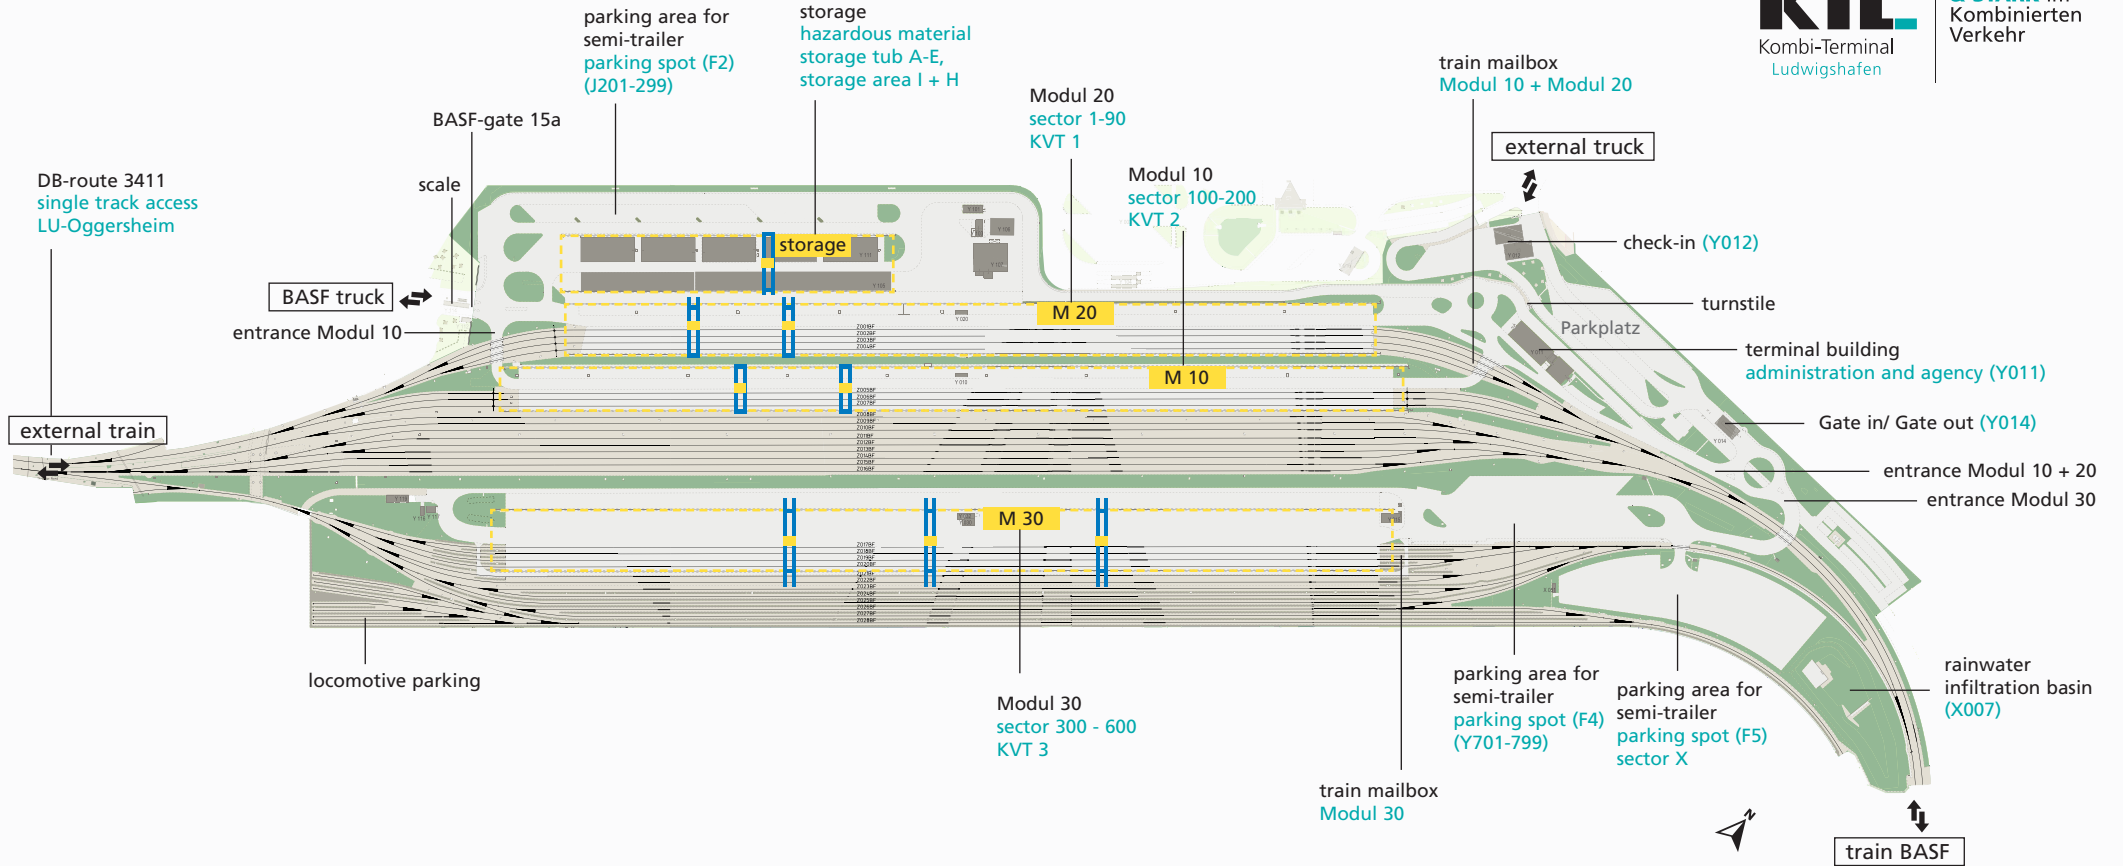 parking area for
semi-trailer
parking spot (F2)
(J201-299)
storage
hazardous material
storage tub A-E,
storage area I + H
KTL
Kombi-Terminal
Ludwigshafen
Kombinierten
Verkehr
train mailbox
Modul 10 + Modul 20
Modul 20
sector 1-90
KVT 1
BASF-gate 15a
external truck
DB-route 3411
single track access
LU-Oggersheim
scale
Modul 10
sector 100-200
KVT 2
check-in (Y012)
storage
BASF truck
turnstile
entrance Modul 10
M 20
Parkplatz
terminal building
administration and agency (Y011)
M 10
external train
Gate in/ Gate out (Y014)
entrance Modul 10 + 20
entrance Modul 30
M 30
locomotive parking
Modul 30
sector 300 - 600
KVT 3
parking area for
semi-trailer
parking spot (F4)
(Y701-799)
parking area for
semi-trailer
parking spot (F5)
sector X
rainwater
infiltration basin
(X007)
train mailbox
Modul 30
N
train BASF